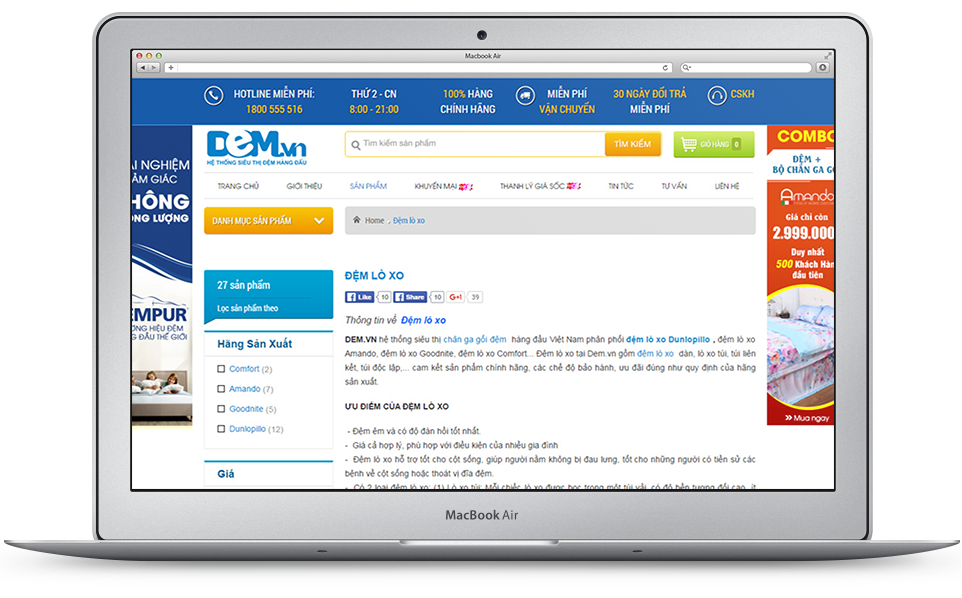 Macbook Air
HOTLINE MIỄN PHÍ:
1800 555 516
THỨ 2 - CN
8:00 - 21:00
100% HÀNG
CHÍNH HÃNG
MIỄN PHÍ
VẬN CHUYỂN
30 NGÀY ĐỔI TRẢ
MIỄN PHÍ
CSKH
DEM.vn
HỆ THỐNG SIÊU THỊ ĐỆM HÀNG ĐẦU
Tìm kiếm sản phẩm
TÌM KIẾM
GIỎ HÀNG 0
TRANG CHỦ
GIỚI THIỆU
SẢN PHẨM
KHUYẾN MẠI
THANH LÝ GIÁ SỐC
TIN TỨC
TƯ VẤN
LIÊN HỆ
DANH MỤC SẢN PHẨM
Home
Đệm lò xo
NGHIỆM
GIÁC
NG LƯỢNG
EMPUR
NG HIỆU ĐỆM
ĐẦU THẾ GIỚI
27 sản phẩm
Lọc sản phẩm theo
Hãng Sản Xuất
Comfort (2)
Amando (7)
Goodnite (5)
Dunlopillo (12)
Giá
ĐỆM LÒ XO
Like 10 Share 10 G+1 39
Thông tin về Đệm lò xo
DEM.VN hệ thống siêu thị chăn ga gối đệm hàng đầu Việt Nam phân phối đệm lò xo Dunlopillo , đệm lò xo
Amando, đệm lò xo Goodnite, đệm lò xo Comfort... Đệm lò xo tại Dem.vn gồm đệm lò xo dàn, lò xo túi, túi liên
kết, túi độc lập,... cam kết sản phẩm chính hãng, các chế độ bảo hành, ưu đãi đúng như quy định của hãng
sản xuất.
ƯU ĐIỂM CỦA ĐỆM LÒ XO
- Đệm êm và có độ đàn hồi tốt nhất.
- Giá cả hợp lý, phù hợp với điều kiện của nhiều gia đình
- Đệm lò xo hỗ trợ tốt cho cột sống, giúp người nằm không bị đau lưng, tốt cho những người có tiền sử các
bệnh về cột sống hoặc thoát vị đĩa đệm.
- Có 2 loại đệm lò xo: (1) Lò xo túi: Mỗi chiếc lò xo được bọc trong một túi vải, có độ bền tương đối cao, ít
COMBO
ĐỆM +
BỘ CHĂN GA G
Amando
Giá chỉ còn
2.999.000
Duy nhất
500 Khách Hàn
đầu tiên
Mua ngay
MacBook Air